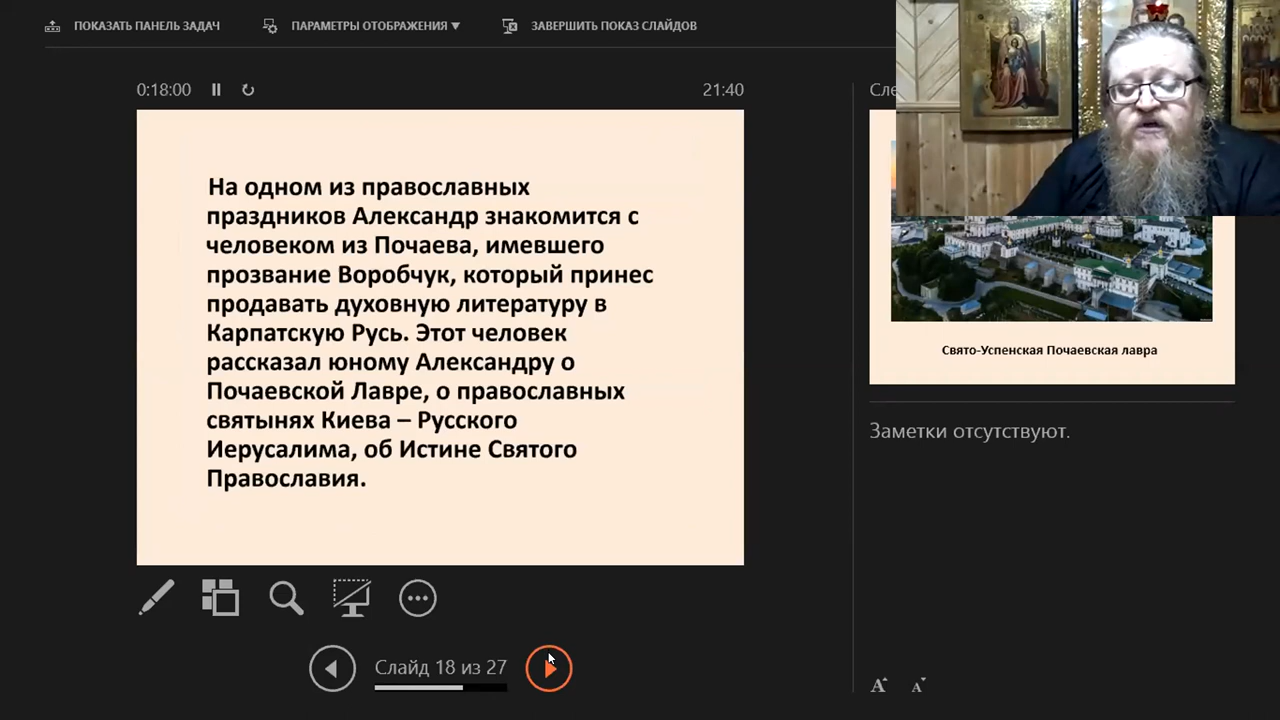 ПОКАЗАТЬ ПАНЕЛЬ ЗАДАЧ
ПАРАМЕТРЫ ОТОБРАЖЕНИЯ ▼
ЗАВЕРШИТЬ ПОКАЗ СЛАЙДОВ
0:18:00
21:40
На одном из православных
праздников Александр знакомится с
человеком из Почаева, имевшего
прозвание Воробчук, который принес
продавать духовную литературу в
Карпатскую Русь. Этот человек
рассказал юному Александру о
Почаевской Лавре, о православных
святынях Киева – Русского
Иерусалима, об Истине Святого
Православия.
Слайд 18 из 27
Свято-Успенская Почаевская лавра
Заметки отсутствуют.
A A